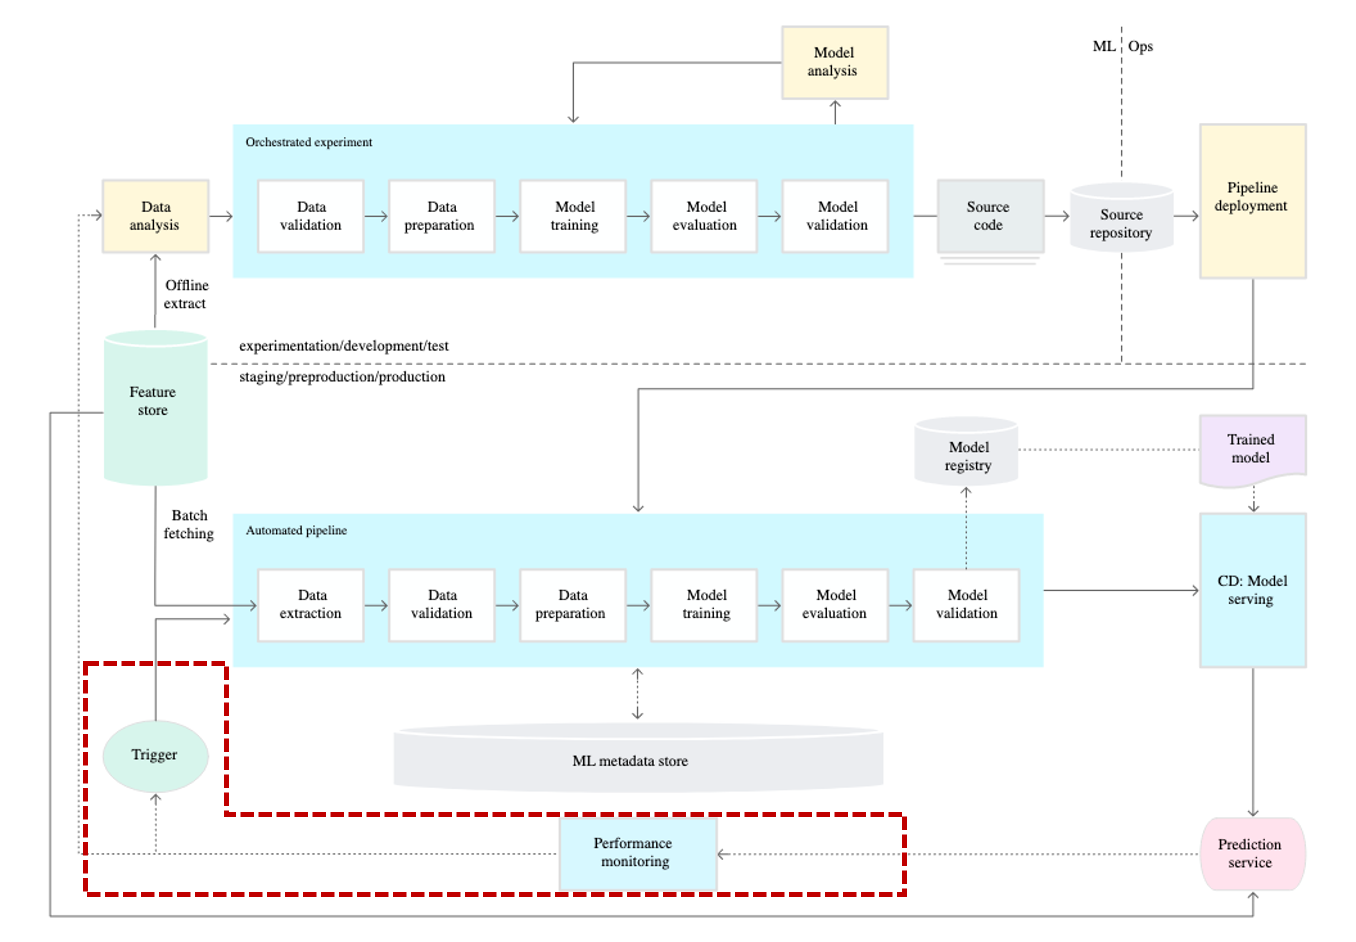 Model
analysis
ML
Ops
Orchestrated experiment
Data
analysis
Data
validation
Data
preparation
Model
training
Model
evaluation
Model
validation
Source
code
Source
repository
Pipeline
deployment
Offline
extract
experimentation/development/test
staging/preproduction/production
Feature
store
Model
registry
Trained
model
Batch
fetching
Automated pipeline
Data
extraction
Data
validation
Data
preparation
Model
training
Model
evaluation
Model
validation
CD: Model
serving
Trigger
ML metadata store
Performance
monitoring
Prediction
service